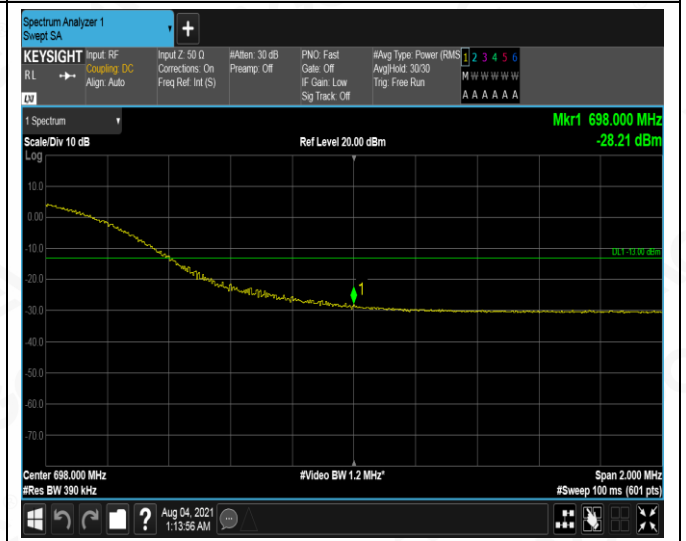 Spectrum Analyzer 1
Swept SA
+
KEYSIGHT
RL
LXI
Input: RF
Coupling: DC
Align: Auto
Input Z: 50 Ω
Corrections: On
Freq Ref: Int (S)
#Atten: 30 dB
Preamp: Off
PNO: Fast
Gate: Off
IF Gain: Low
Sig Track: Off
#Avg Type: Power (RMS
Avg|Hold: 30/30
Trig: Free Run
1 2 3 4 5 6
M W W W W W
A A A A A A
1 Spectrum
Mkr1 698.000 MHz
Scale/Div 10 dB
Ref Level 20.00 dBm
-28.21 dBm
Log
10.0
0.00
-10.0
DL1 -13.00 dBm
-20.0
1
-30.0
-40.0
-50.0
-60.0
-70.0
Center 698.000 MHz
#Video BW 1.2 MHz*
Span 2.000 MHz
#Res BW 390 kHz
#Sweep 100 ms (601 pts)
?
Aug 04, 2021
1:13:56 AM